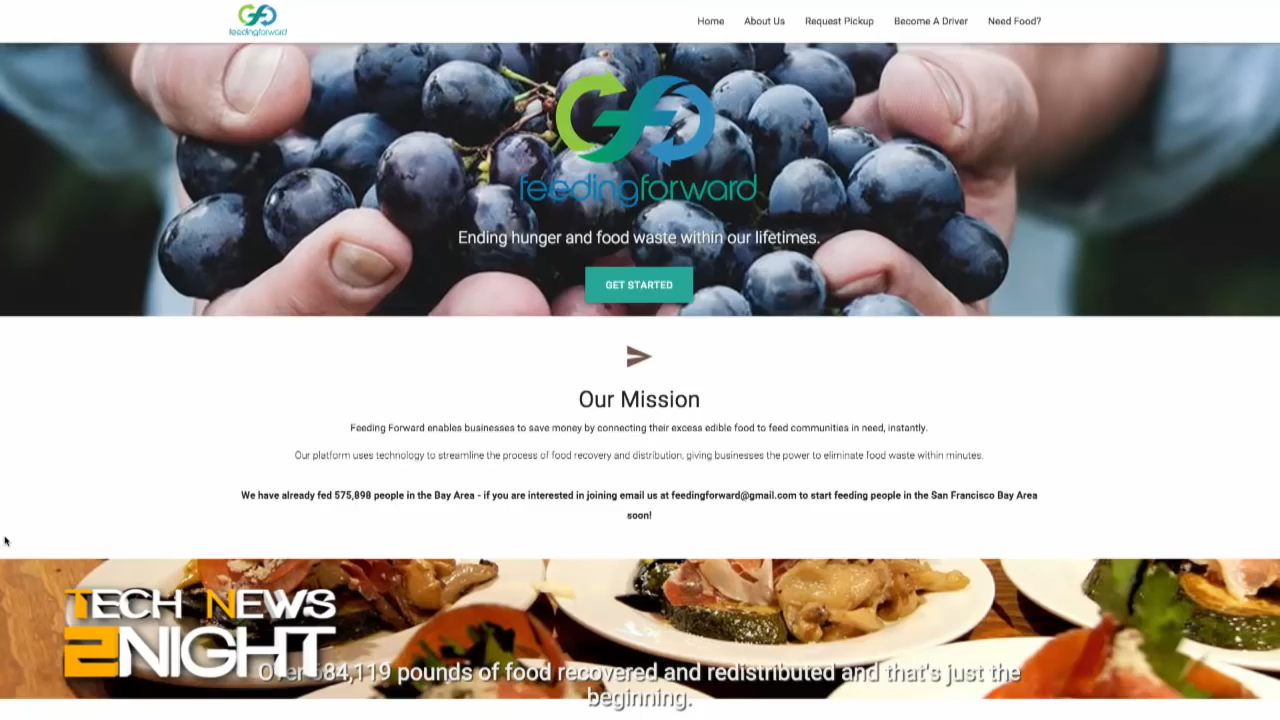 feedingforward
Home About Us Request Pickup Become A Driver Need Food?
feedingforward
Ending hunger and food waste within our lifetimes.
GET STARTED
Our Mission
Feeding Forward enables businesses to save money by connecting their excess edible food to feed communities in need, instantly.
Our platform uses technology to streamline the process of food recovery and distribution, giving businesses the power to eliminate food waste within minutes.
We have already fed 575,898 people in the Bay Area - if you are interested in joining email us at feedingforward@gmail.com to start feeding people in the San Francisco Bay Area
soon!
TECH NEWS
2NIGHT
Over 684,119 pounds of food recovered and redistributed and that's just the
beginning.